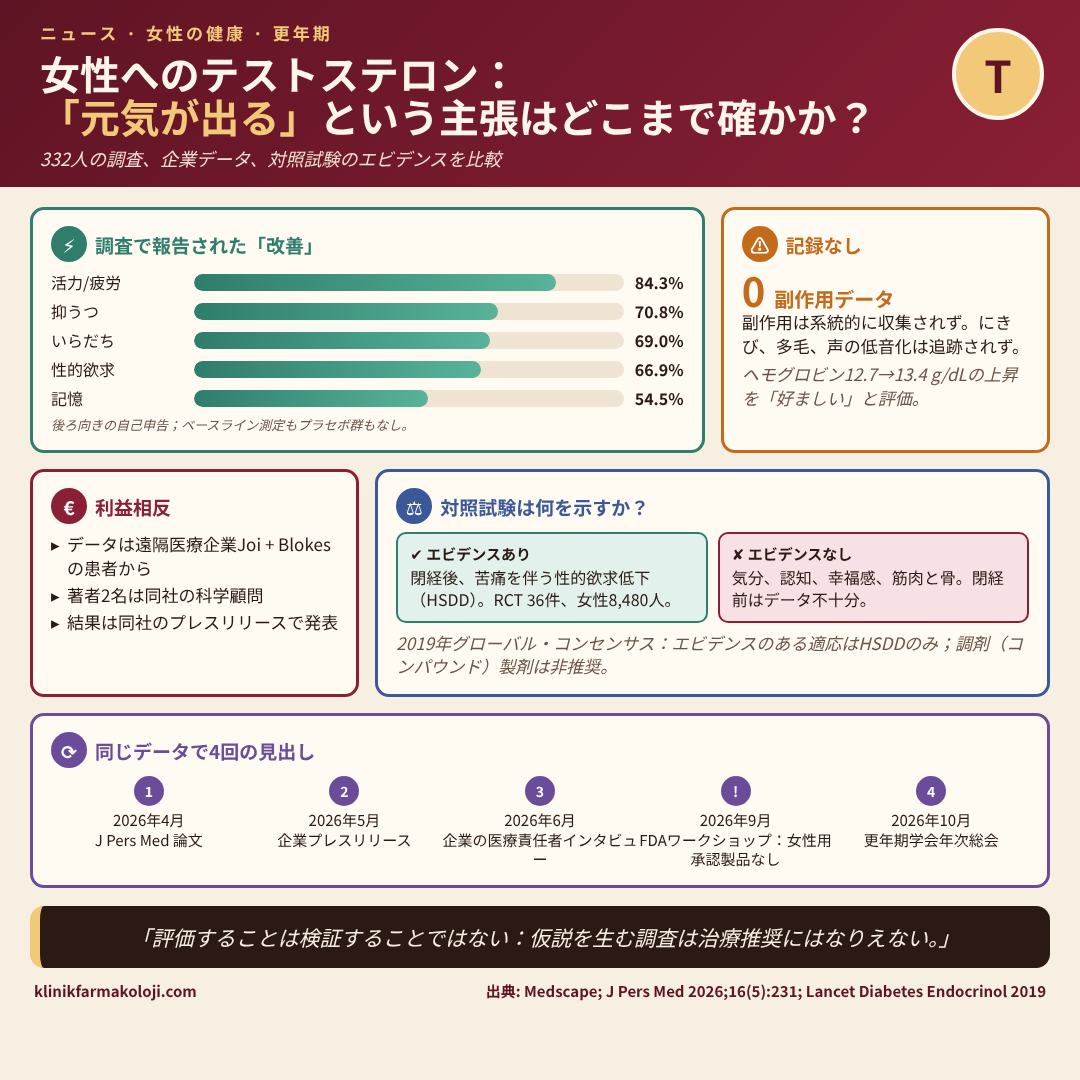 ニュース · 女性の健康 · 更年期
女性へのテストステロン：
「元気が出る」という主張はどこまで確かか？
332人の調査、企業データ、対照試験のエビデンスを比較
T
⚡ 調査で報告された「改善」
活力/疲労 84.3%
抑うつ 70.8%
いらだち 69.0%
性的欲求 66.9%
記憶 54.5%
後ろ向きの自己申告；ベースライン測定もプラセボ群もなし。
⚠ 記録なし
0 副作用データ
副作用は系統的に収集されず。にき
び、多毛、声の低音化は追跡されず。
ヘモグロビン12.7→13.4 g/dLの上昇
を「好ましい」と評価。
€ 利益相反
▸ データは遠隔医療企業Joi + Blokes
の患者から
▸ 著者2名は同社の科学顧問
▸ 結果は同社のプレスリリースで発表
⚖ 対照試験は何を示すか？
✔ エビデンスあり
閉経後、苦痛を伴う性的欲求低下
（HSDD）。RCT 36件、女性8,480人。
✘ エビデンスなし
気分、認知、幸福感、筋肉と骨。閉経
前はデータ不十分。
2019年グローバル・コンセンサス：エビデンスのある適応はHSDDのみ；調剤（コ
ンパウンド）製剤は非推奨。
⟳ 同じデータで4回の見出し
1
2026年4月
J Pers Med 論文
2
2026年5月
企業プレスリリース
3
2026年6月
企業の医療責任者インタビュ
ー
!
2026年9月
FDAワークショップ：女性用
承認製品なし
4
2026年10月
更年期学会年次総会
「評価することは検証することではない：仮説を生む調査は治療推奨にはなりえない。」
klinikfarmakoloji.com
出典: Medscape; J Pers Med 2026;16(5):231; Lancet Diabetes Endocrinol 2019